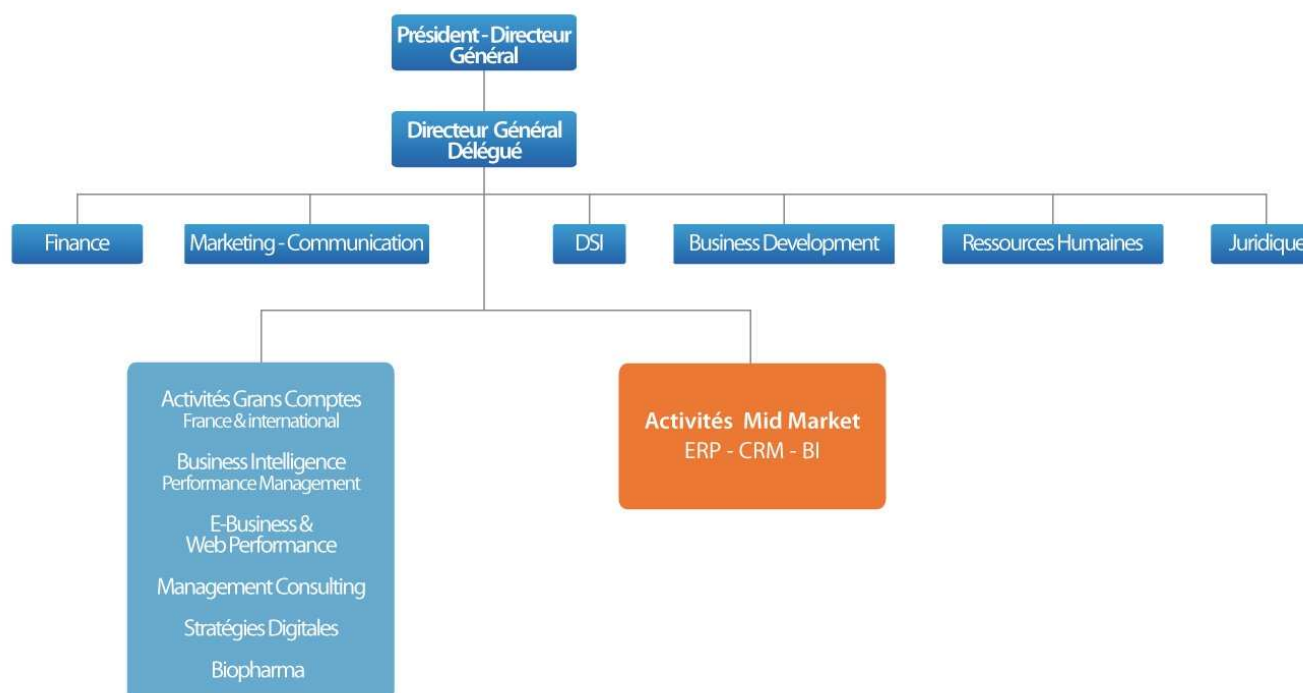 Président - Directeur
Général
Directeur Général
Délégué
Finance
Marketing - Communication
DSI
Business Development
Ressources Humaines
Juridique
Activités Grans Comptes
France & international
Business Intelligence
Performance Management
E-Business &
Web Performance
Management Consulting
Stratégies Digitales
Biopharma
Activités Mid Market
ERP - CRM - BI